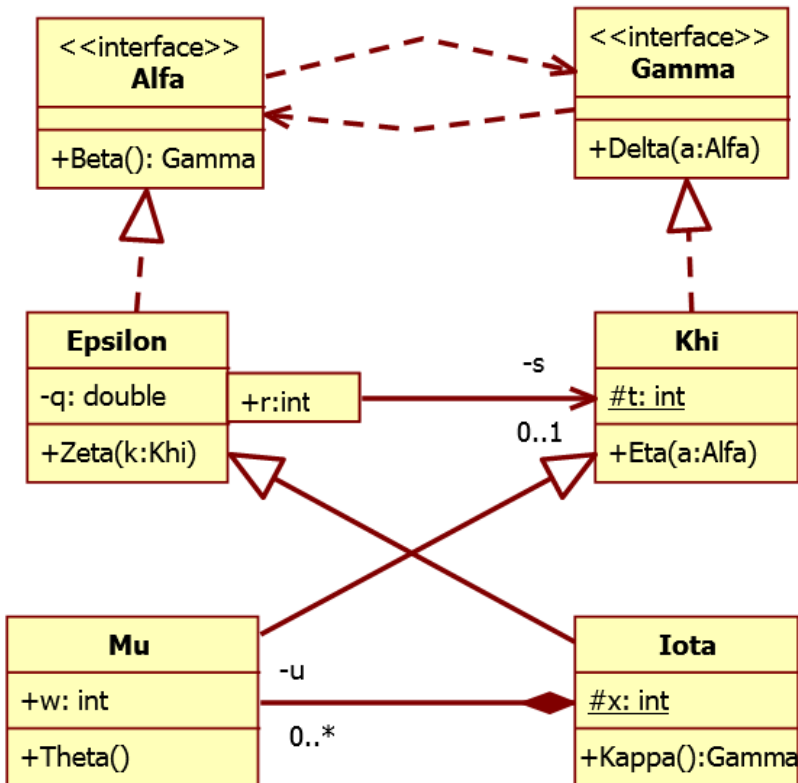 <<interface>>
Alfa
+Beta(): Gamma
<<interface>>
Gamma
+Delta(a:Alfa)
Epsilon
-q: double
+Zeta(k:Khi)
+r:int
-s
0..1
Khi
#t: int
+Eta(a:Alfa)
Mu
+w: int
+Theta()
-u
0..*
Iota
#x: int
+Kappa():Gamma